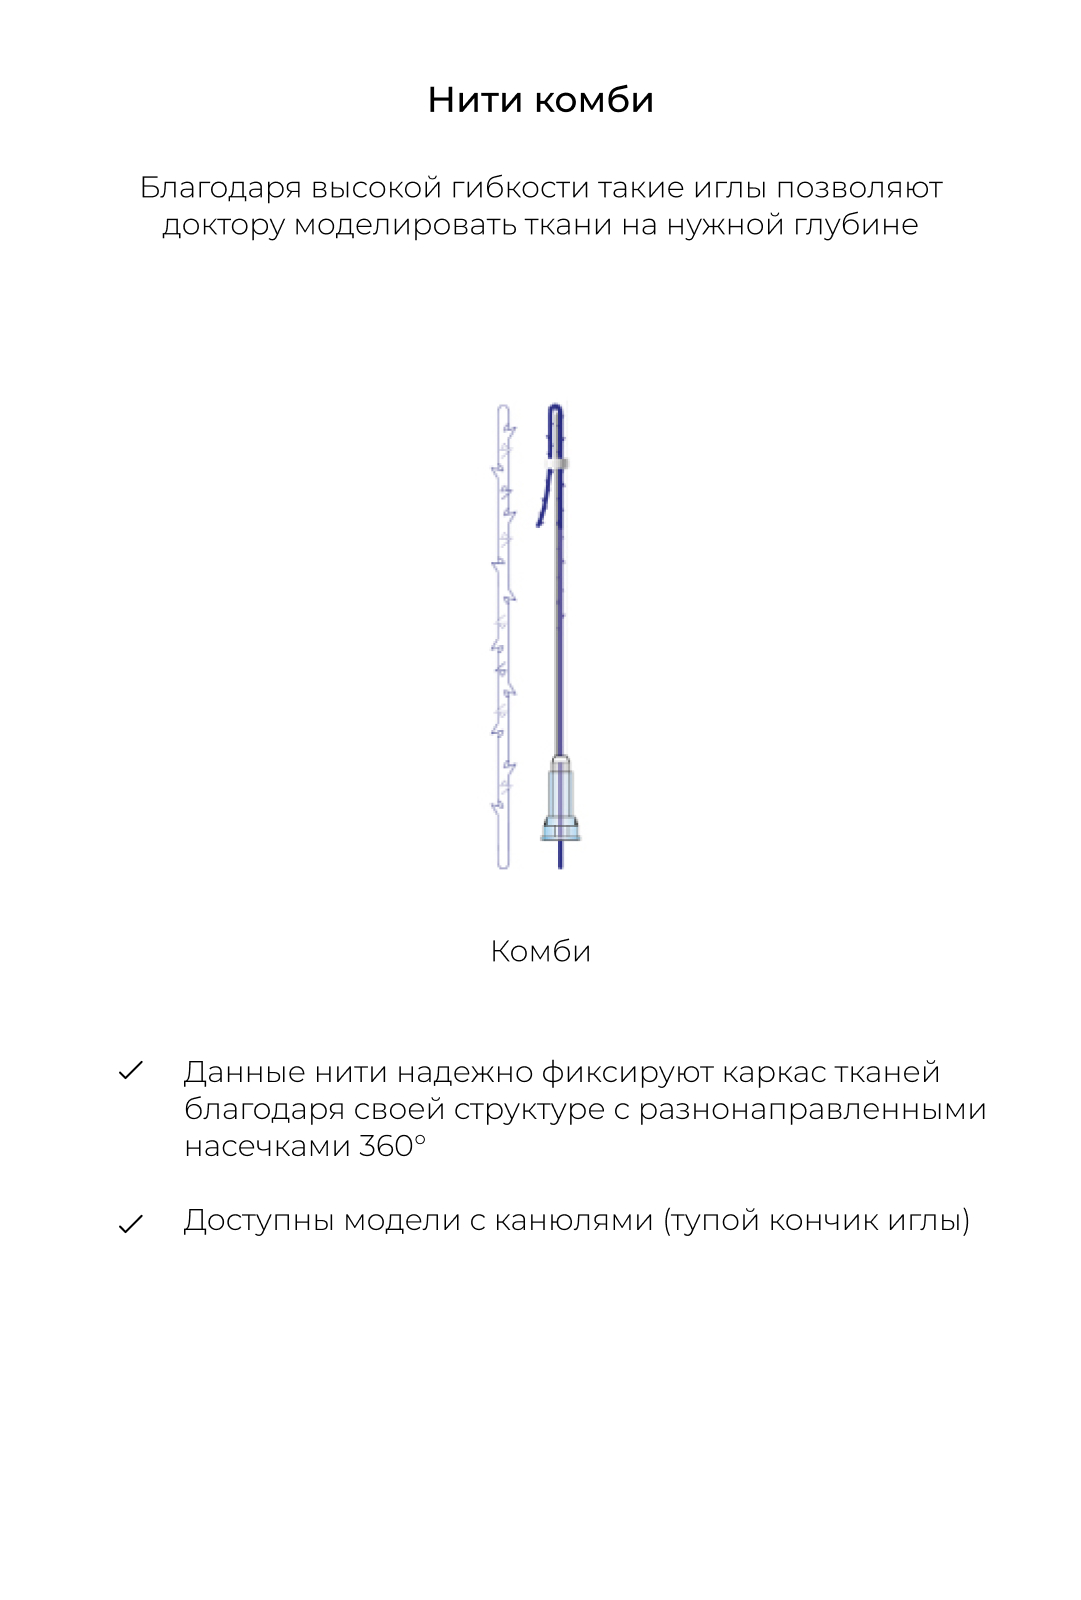 Нити комби
Благодаря высокой гибкости такие иглы позволяют
доктору моделировать ткани на нужной глубине
Комби
Данные нити надежно фиксируют каркас тканей
благодаря своей структуре с разнонаправленными
насечками 360°
Доступны модели с канюлями (тупой кончик иглы)